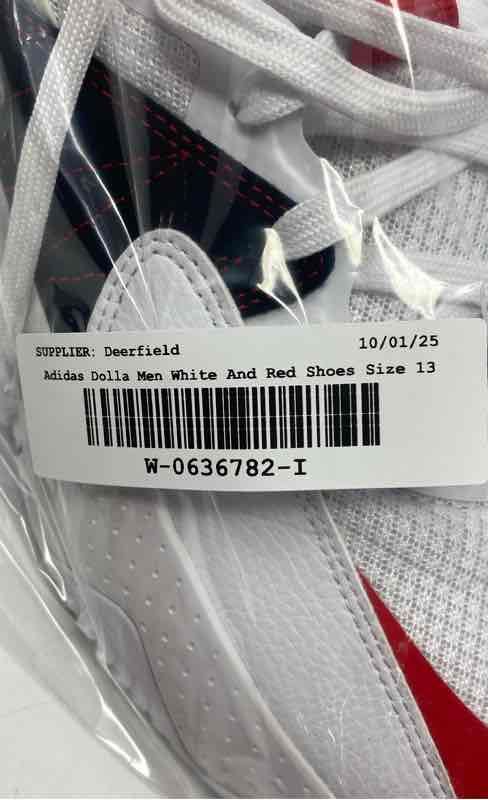 SUPPLIER: Deerfield 10/01/25
Adidas Dolla Men White And Red Shoes Size 13
W-0636782-I